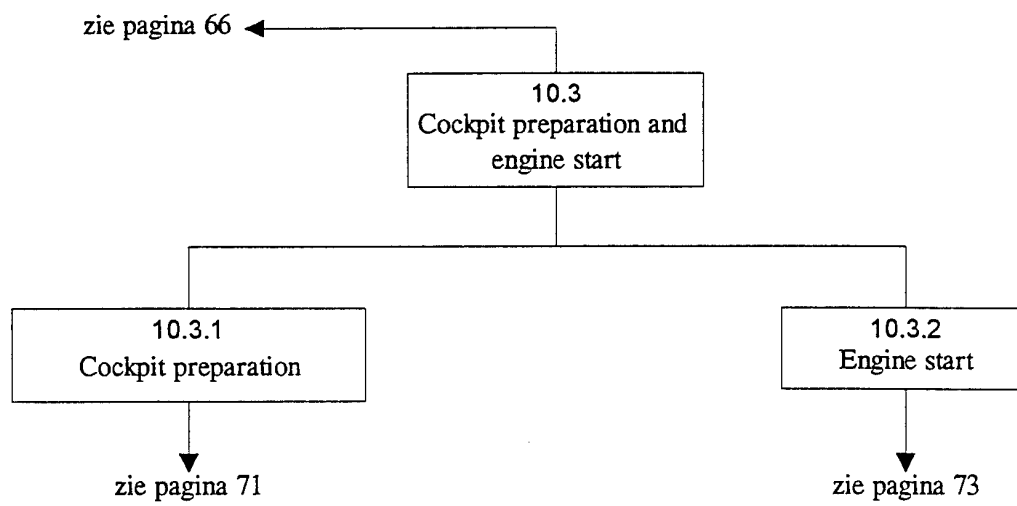 zie pagina 66
10.3
Cockpit preparation and
engine start
10.3.1
Cockpit preparation
10.3.2
Engine start
zie pagina 71
zie pagina 73